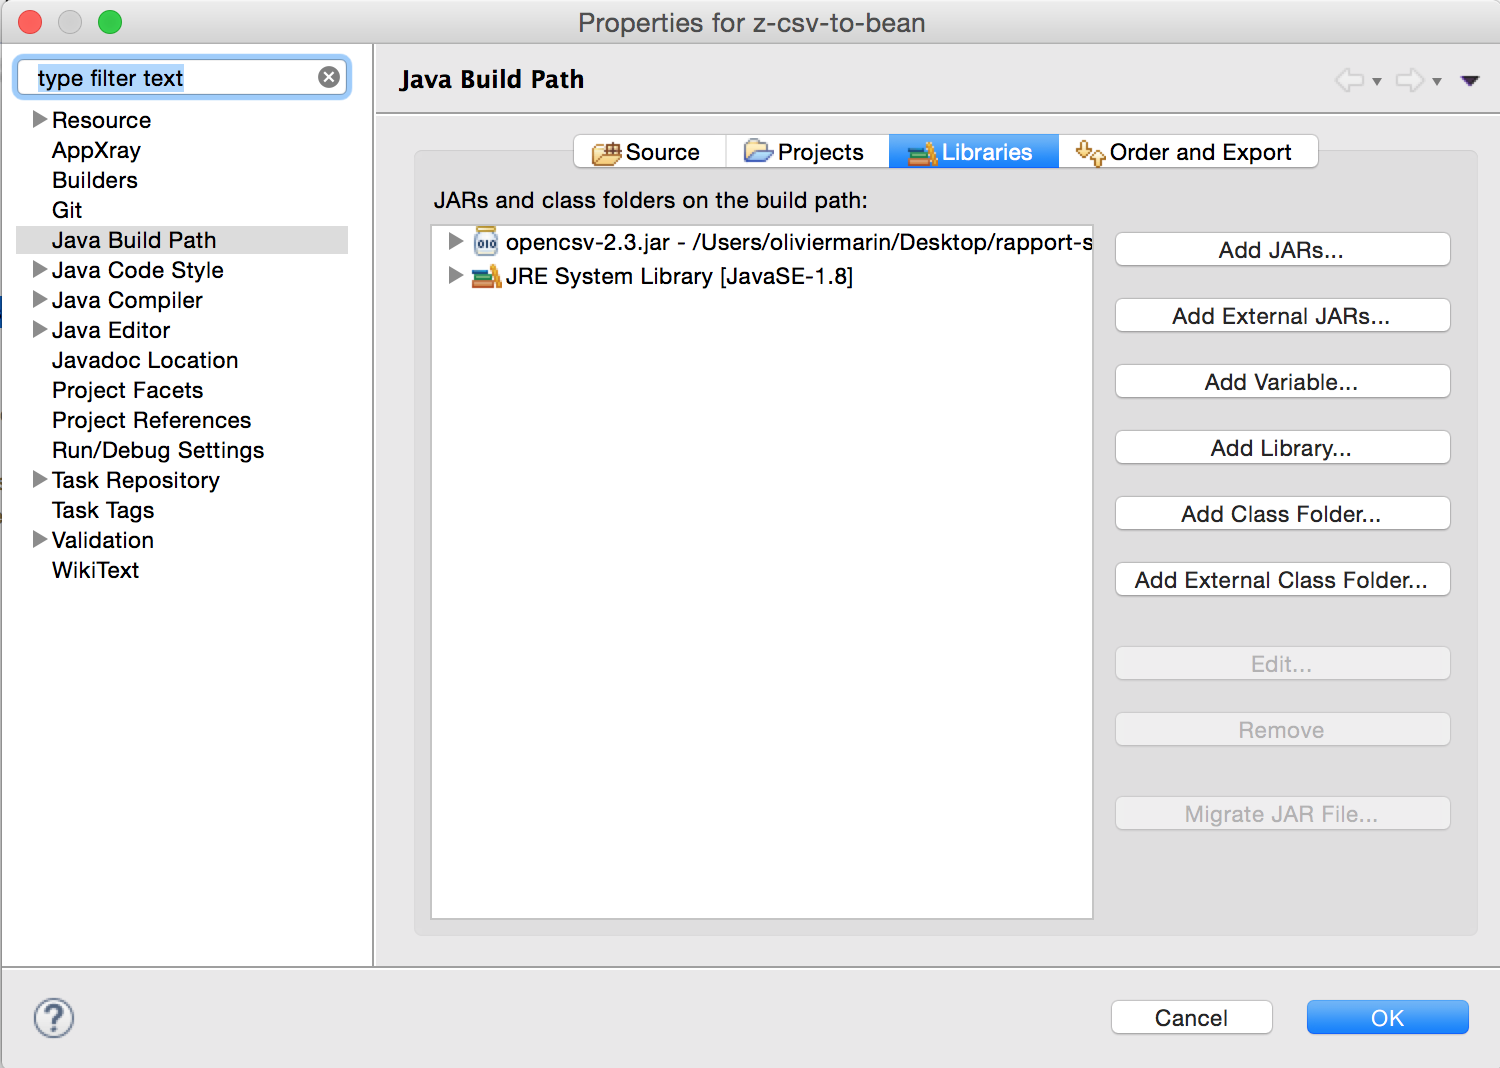 Properties for z-csv-to-bean
type filter text
Resource
AppXray
Builders
Git
Java Build Path
Java Code Style
Java Compiler
Java Editor
Javadoc Location
Project Facets
Project References
Run/Debug Settings
Task Repository
Task Tags
Validation
WikiText
Java Build Path
Source Projects Libraries Order and Export
JARs and class folders on the build path:
010 opencsv-2.3.jar - /Users/oliviermarin/Desktop/rapport-s
JRE System Library [JavaSE-1.8]
Add JARs...
Add External JARs...
Add Variable...
Add Library...
Add Class Folder...
Add External Class Folder...
Edit...
Remove
Migrate JAR File...
?
Cancel OK